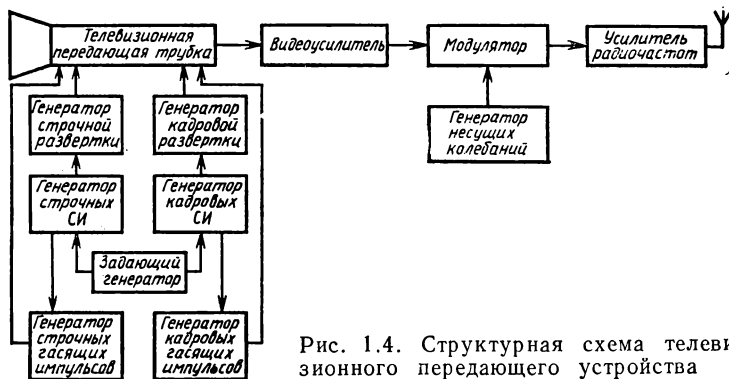 Телевизионная
передающая трубка
Видеоусилитель
Модулятор
Усилитель
радиочастот
Генератор
строчной
развертки
Генератор
кадровой
развертки
Генератор
несущих
колебаний
Генератор
строчных
СИ
Генератор
кадровых
СИ
Задающий
генератор
Генератор
строчных
гасящих
импульсов
Генератор
кадровых
гасящих
импульсов
Рис. 1.4. Структурная схема телеви
зионного передающего устройства